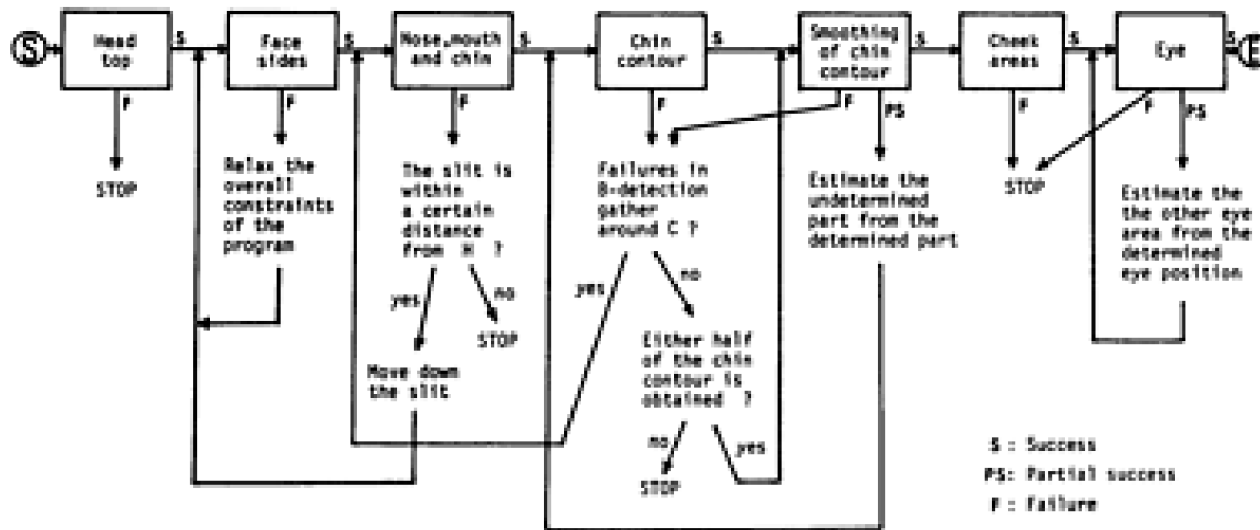 S
Head
top
S
Face
sides
S
Nose, mouth
and chin
S
Chin
contour
S
Smoothing
of chin
contour
S
Cheek
areas
S
Eye
S
E
F
F
F
F
F
PS
F
F
PS
STOP
Relax the
overall
constraints
of the
program
The slit is
within
a certain
distance
from H ?
yes
no
STOP
Move down
the slit
Failures in
B-detection
gather
around C ?
yes
no
Either half
of the chin
contour is
obtained ?
no
yes
STOP
Estimate the
undetermined
part from the
determined part
STOP
Estimate the
the other eye
area from the
determined
eye position
S : Success
PS: Partial success
F : Failure